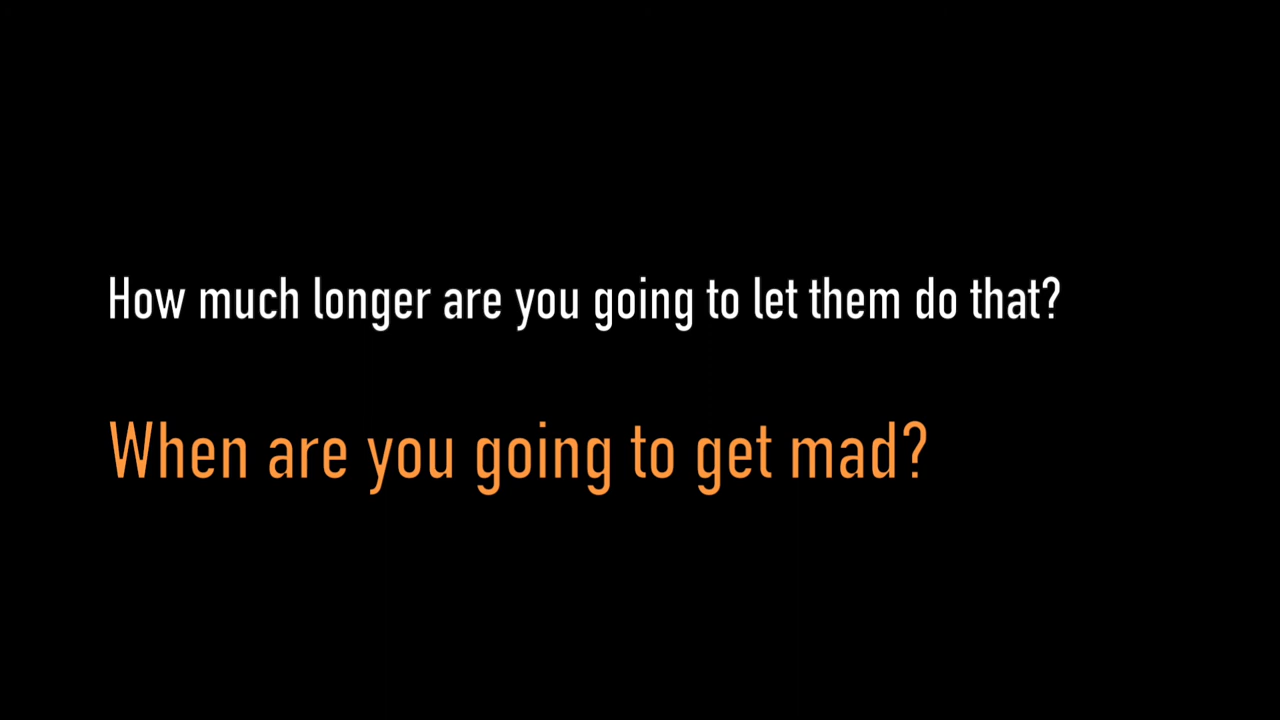 How much longer are you going to let them do that?
When are you going to get mad?